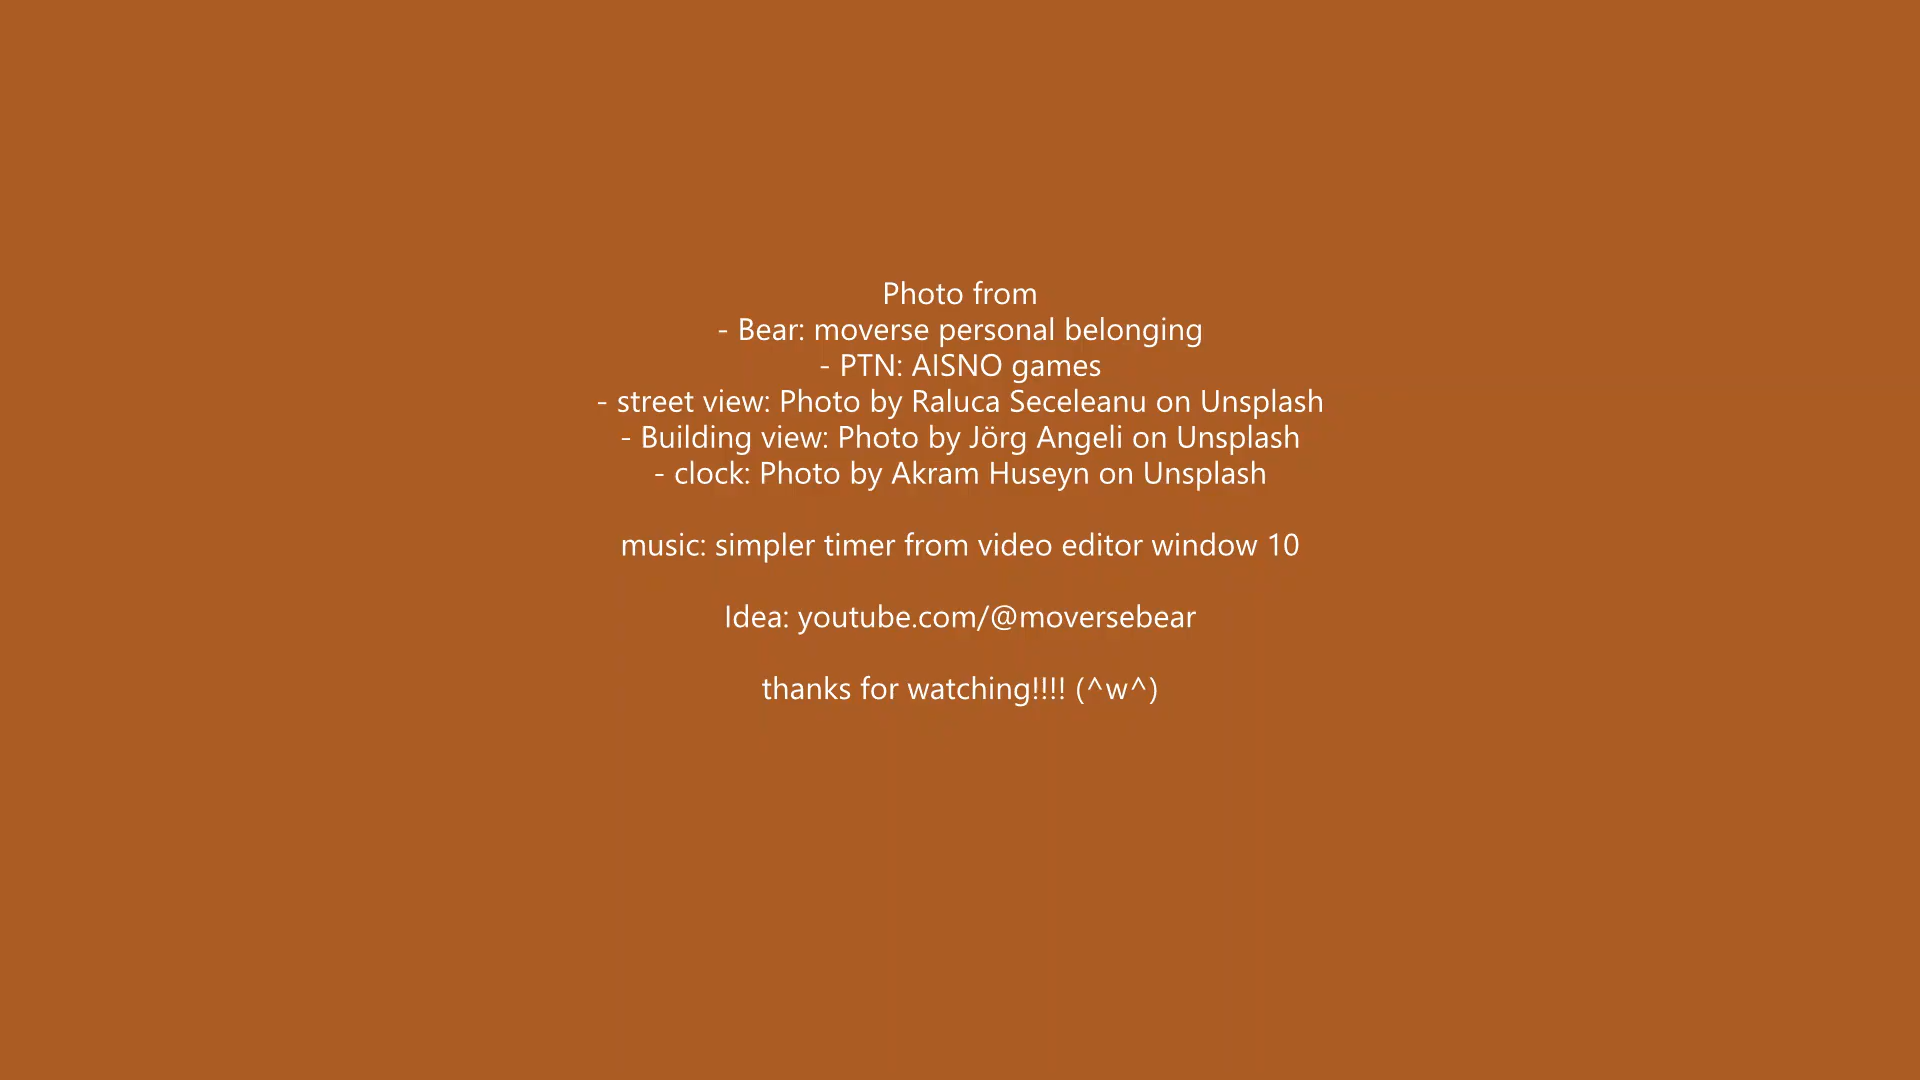 Photo from
- Bear: moverse personal belonging
- PTN: AISNO games
- street view: Photo by Raluca Seceleanu on Unsplash
- Building view: Photo by Jörg Angeli on Unsplash
- clock: Photo by Akram Huseyn on Unsplash
music: simpler timer from video editor window 10
Idea: youtube.com/@moversebear
thanks for watching!!!! (^w^)